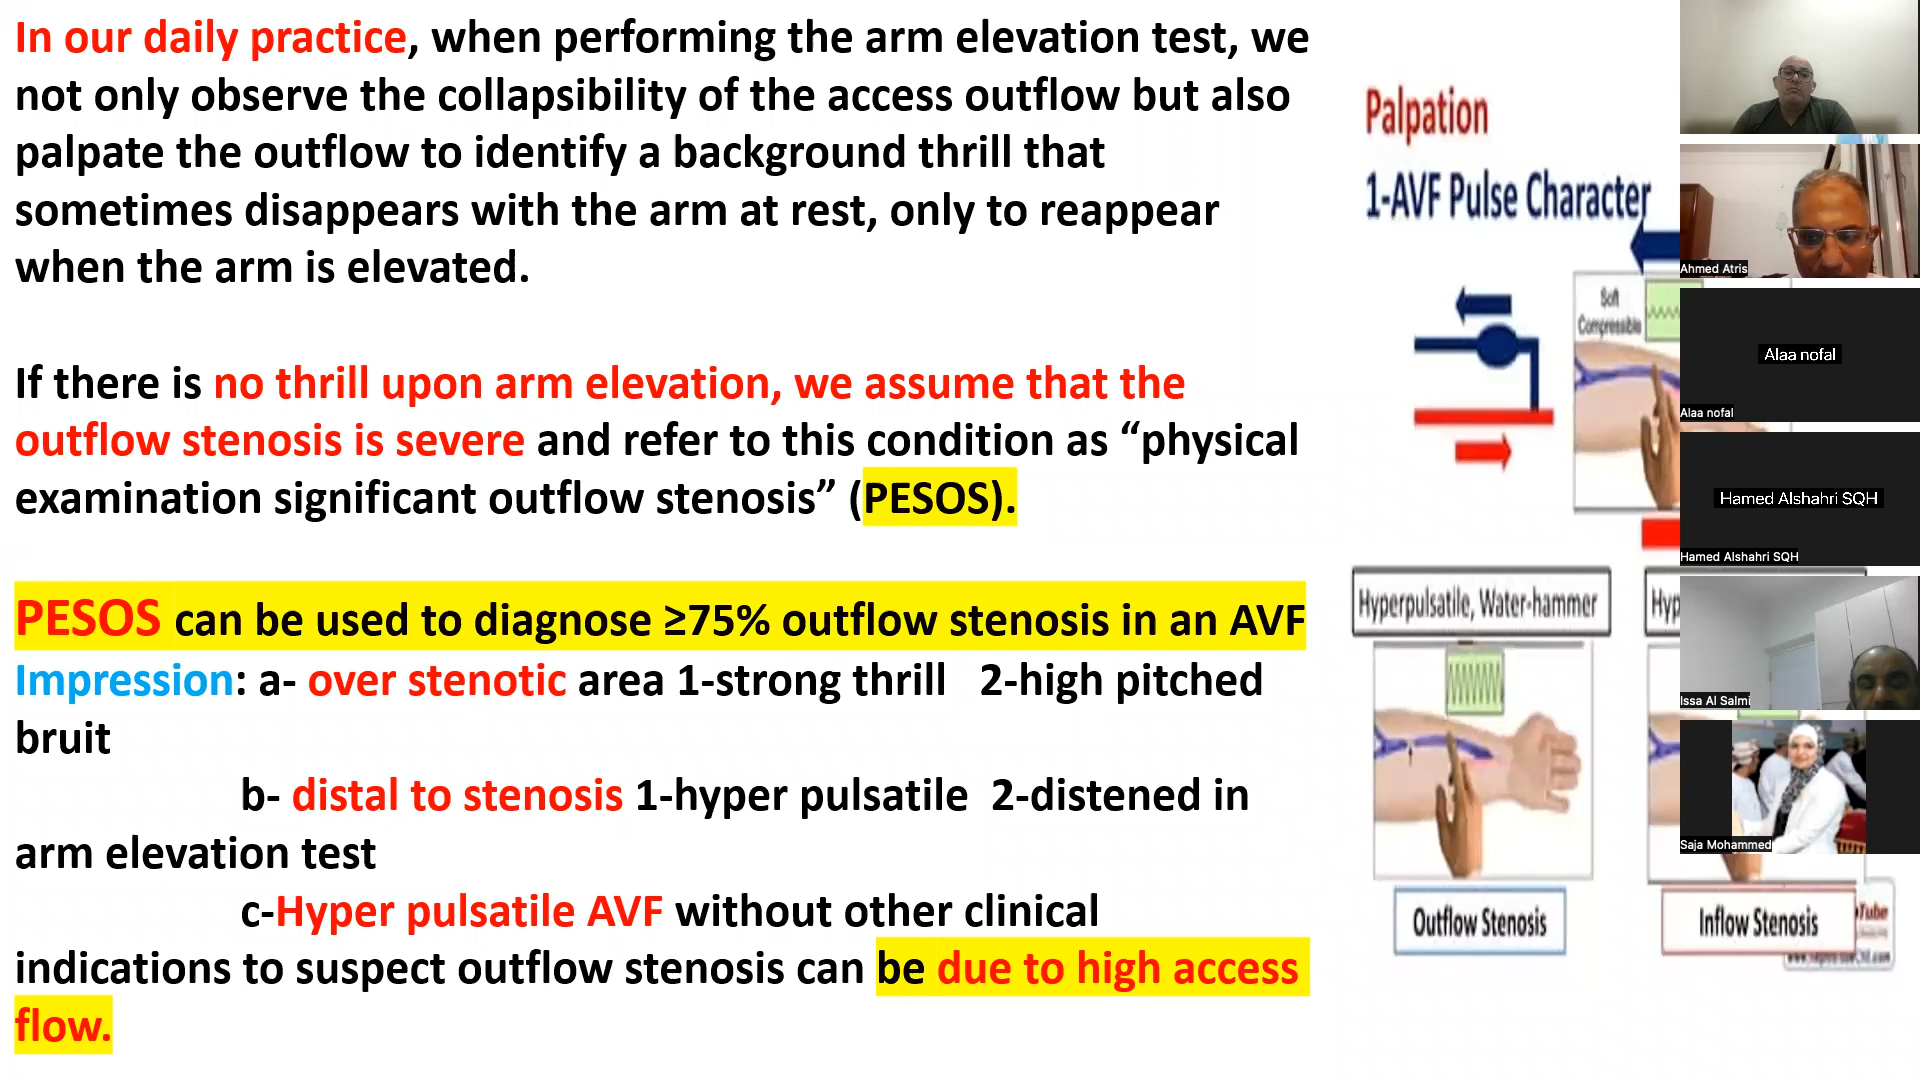 In our daily practice, when performing the arm elevation test, we
not only observe the collapsibility of the access outflow but also
palpate the outflow to identify a background thrill that
sometimes disappears with the arm at rest, only to reappear
when the arm is elevated.
If there is no thrill upon arm elevation, we assume that the
outflow stenosis is severe and refer to this condition as “physical
examination significant outflow stenosis” (PESOS).
PESOS can be used to diagnose ≥75% outflow stenosis in an AVF
Impression: a- over stenotic area 1-strong thrill 2-high pitched
bruit
b- distal to stenosis 1-hyper pulsatile 2-distened in
arm elevation test
c-Hyper pulsatile AVF without other clinical
indications to suspect outflow stenosis can be due to high access
flow.
Palpation
1-AVF Pulse Character
Soft
Compressible
Hyperpulsatile, Water-hammer
Hyp
Outflow Stenosis
Inflow Stenosis
Tube
Ahmed Atris
Alaa nofal
Alaa nofal
Hamed Alshahri SQH
Hamed Alshahri SQH
Issa Al Salmi
Saja Mohammed